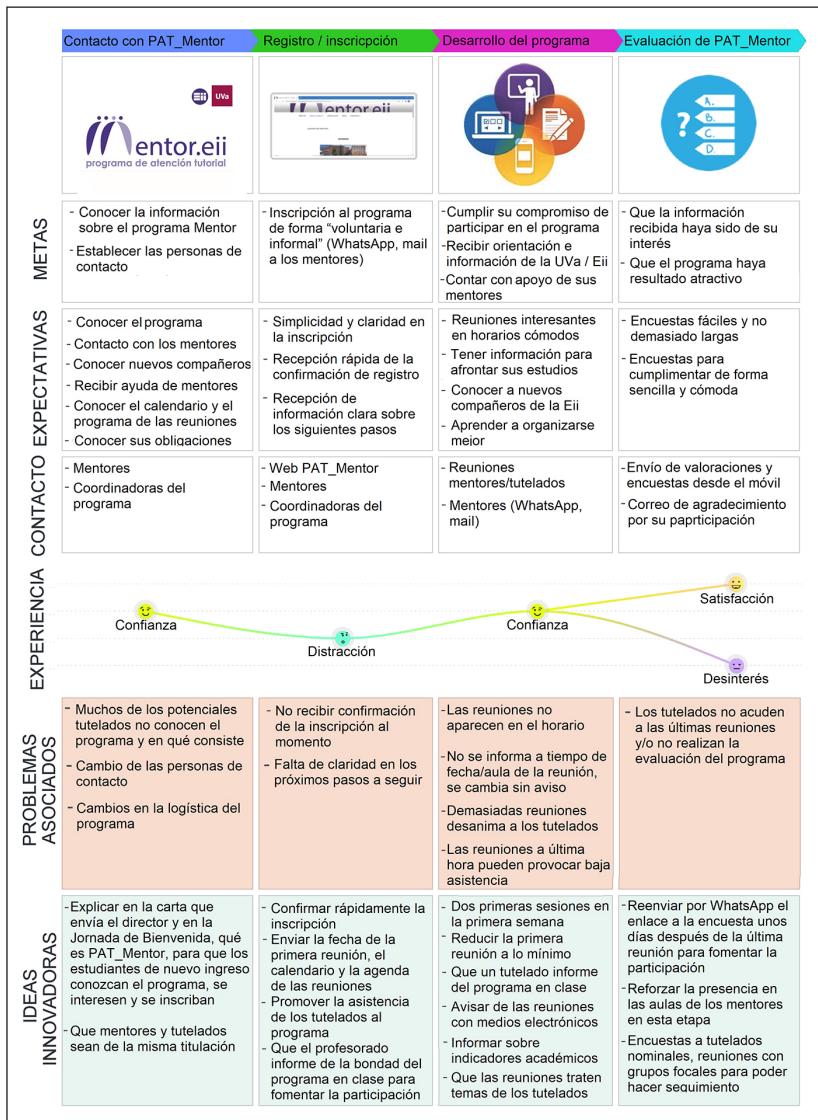 Contacto con PAT_Mentor
Registro / inscricpción
Desarrollo del programa
Evaluación de PAT_Mentor
Eii
UVa
mentor.eii
programa de atención tutorial
mentor.eii
?
A.
B.
C.
D.
METAS
- Conocer la información
sobre el programa Mentor
- Establecer las personas de
contacto
- Inscripción al programa
de forma “voluntaria e
informal” (WhatsApp, mail
a los mentores)
- Cumplir su compromiso de
participar en el programa
- Recibir orientación e
información de la UVa / Eii
- Contar con apoyo de sus
mentores
- Que la información
recibida haya sido de su
interés
- Que el programa haya
resultado atractivo
EXPECTATIVAS
- Conocer el programa
- Contacto con los mentores
- Conocer nuevos compañeros
- Recibir ayuda de mentores
- Conocer el calendario y el
programa de las reuniones
- Conocer sus obligaciones
- Simplicidad y claridad en
la inscripción
- Recepción rápida de la
confirmación de registro
- Recepción de
información clara sobre
los siguientes pasos
- Reuniones interesantes
en horarios cómodos
- Tener información para
afrontar sus estudios
- Conocer a nuevos
compañeros de la Eii
- Aprender a organizarse
mejor
- Encuestas fáciles y no
demasiado largas
- Encuestas para
cumplimentar de forma
sencilla y cómoda
CONTACTO
- Mentores
- Coordinadoras del
programa
- Web PAT_Mentor
- Mentores
- Coordinadoras del
programa
- Reuniones
mentores/tutelados
- Mentores (WhatsApp,
mail)
- Envío de valoraciones y
encuestas desde el móvil
- Correo de agradecimiento
por su paprticipación
EXPERIENCIA
Confianza
Distracción
Confianza
Satisfacción
Desinterés
PROBLEMAS
ASOCIADOS
- Muchos de los potenciales
tutelados no conocen el
programa y en qué consiste
- Cambio de las personas de
contacto
- Cambios en la logística del
programa
- No recibir confirmación
de la inscripción al
momento
- Falta de claridad en los
próximos pasos a seguir
- Las reuniones no
aparecen en el horario
- No se informa a tiempo de
fecha/aula de la reunión,
se cambia sin aviso
- Demasiadas reuniones
desanima a los tutelados
- Las reuniones a última
hora pueden provocar baja
asistencia
- Los tutelados no acuden
a las últimas reuniones
y/o no realizan la
evaluación del programa
IDEAS
INNOVADORAS
- Explicar en la carta que
envía el director y en la
Jornada de Bienvenida, qué
es PAT_Mentor, para que los
estudiantes de nuevo ingreso
conozcan el programa, se
interesen y se inscriban
- Que mentores y tutelados
sean de la misma titulación
- Confirmar rápidamente la
inscripción
- Enviar la fecha de la
primera reunión, el
calendario y la agenda de
las reuniones
- Promover la asistencia
de los tutelados al
programa
- Que el profesorado
informe de la bondad del
programa en clase para
fomentar la participación
- Dos primeras sesiones en
la primera semana
- Reducir la primera
reunión a lo mínimo
- Que un tutelado informe
del programa en clase
- Avisar de las reuniones
con medios electrónicos
- Informar sobre
indicadores académicos
- Que las reuniones traten
temas de los tutelados
- Reenviar por WhatsApp el
enlace a la encuesta unos
días después de la última
reunión para fomentar la
participación
- Reforzar la presencia en
las aulas de los mentores
en esta etapa
- Encuestas a tutelados
nominales, reuniones con
grupos focales para poder
hacer seguimiento